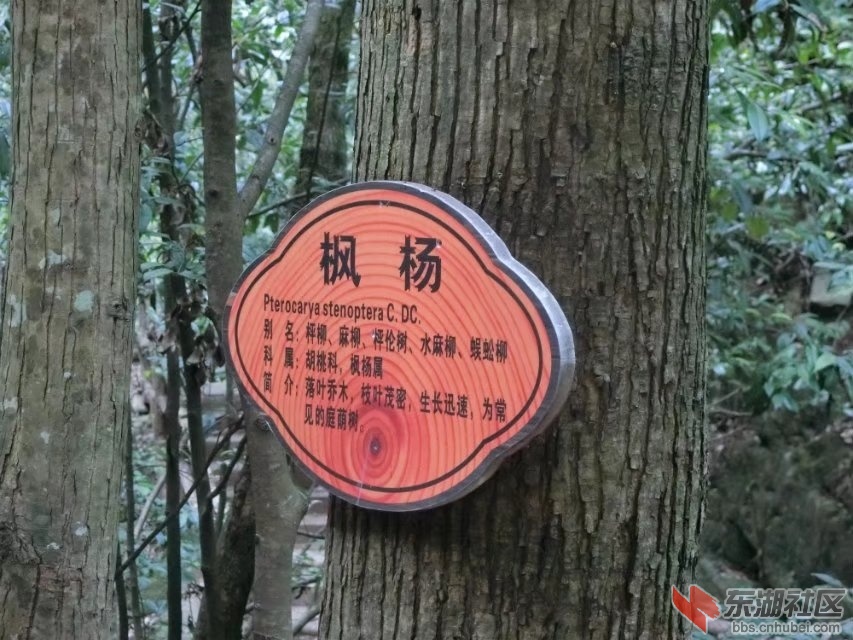 枫 杨
Pterocarya stenoptera C. DC.
别 名：枰柳、麻柳、枰伦树、水麻柳、蜈蚣柳
科 属：胡桃科，枫杨属
简 介：落叶乔木，枝叶茂密，生长迅速，为常
见的庭荫树。
东湖社区
bbs.cnhubei.com